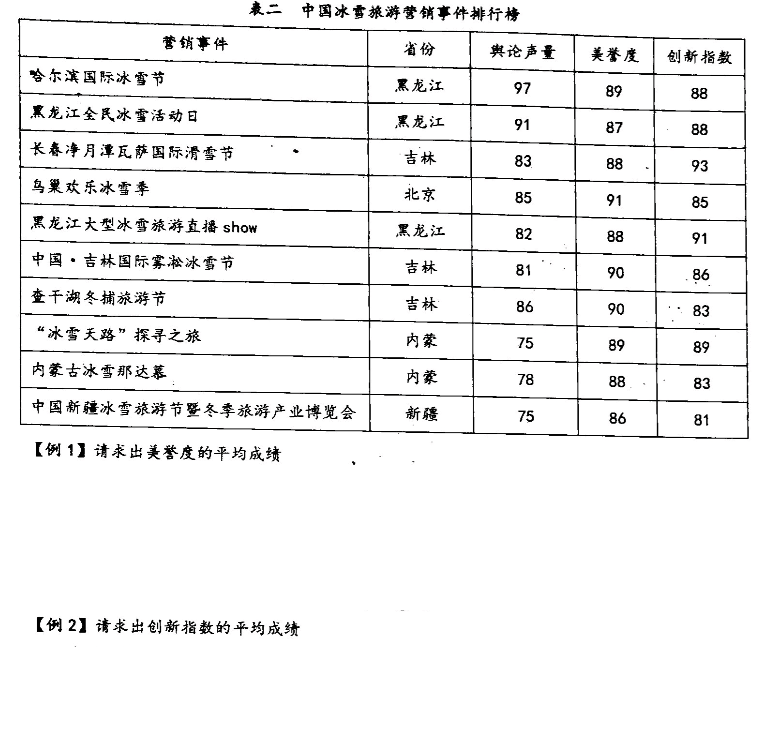 表二 中国冰雪旅游营销事件排行榜
营销事件 省份 舆论声量 美誉度 创新指数
哈尔滨国际冰雪节 黑龙江 97 89 88
黑龙江全民冰雪活动日 黑龙江 91 87 88
长春净月潭瓦萨国际滑雪节 吉林 83 88 93
鸟巢欢乐冰雪季 北京 85 91 85
黑龙江大型冰雪旅游直播show 黑龙江 82 88 91
中国·吉林国际雾凇冰雪节 吉林 81 90 86
查干湖冬捕旅游节 吉林 86 90 83
“冰雪天路”探寻之旅 内蒙 75 89 89
内蒙古冰雪那达慕 内蒙 78 88 83
中国新疆冰雪旅游节暨冬季旅游产业博览会 新疆 75 86 81
【例1】请求出美誉度的平均成绩
【例2】请求出创新指数的平均成绩